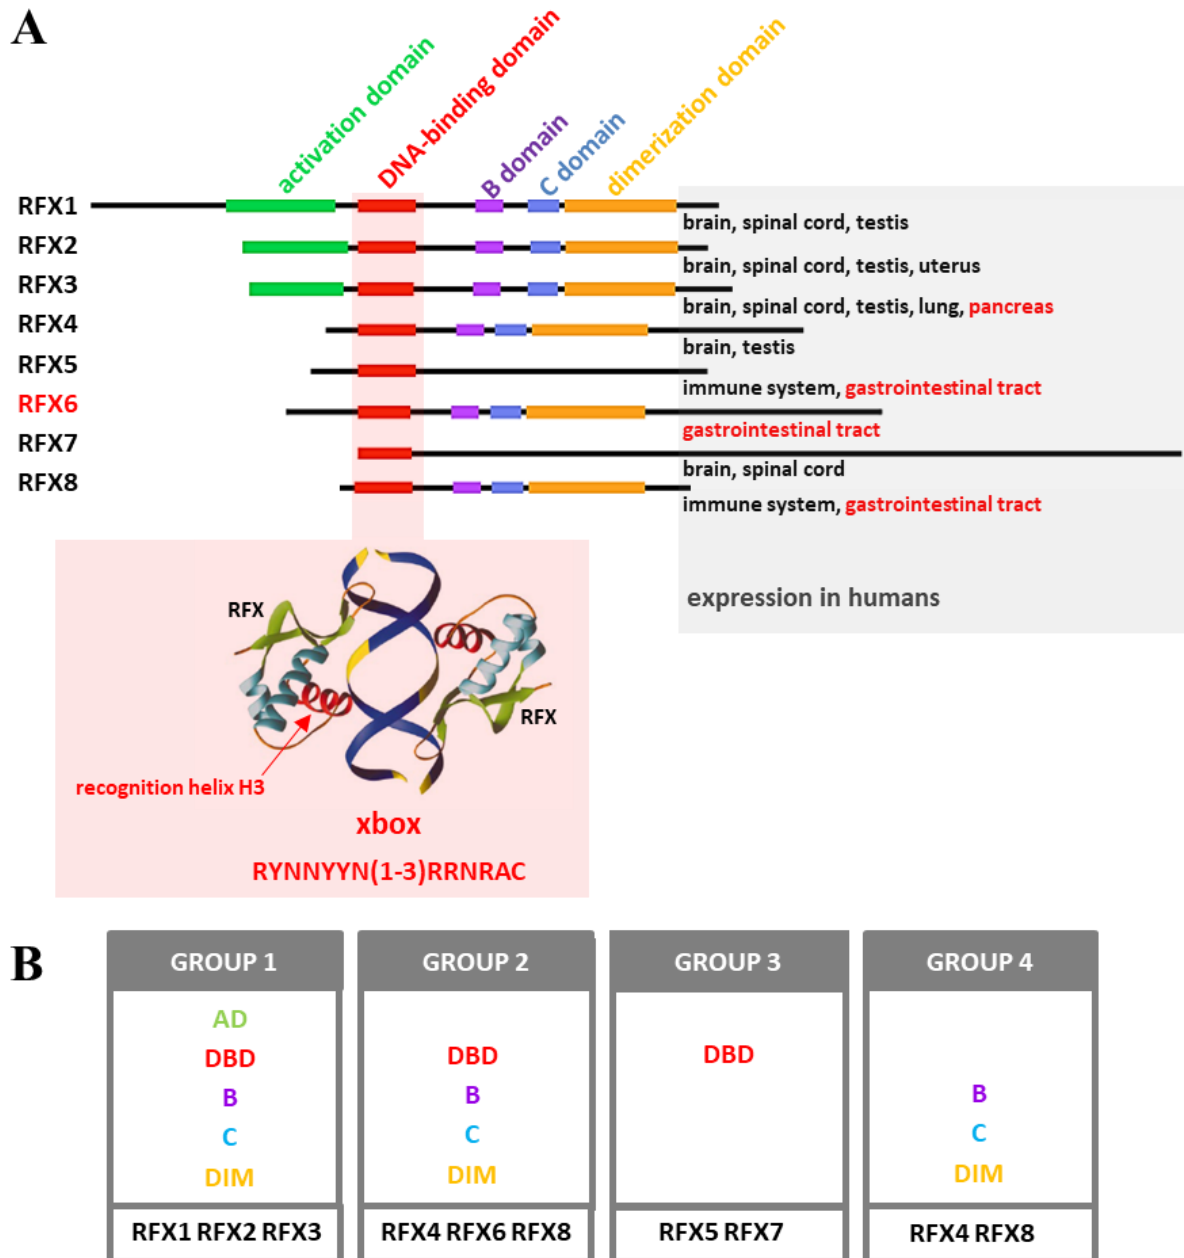 A
activation domain
DNA-binding domain
B domain
C domain
dimerization domain
RFX1
brain, spinal cord, testis
RFX2
brain, spinal cord, testis, uterus
RFX3
brain, spinal cord, testis, lung, pancreas
RFX4
brain, testis
RFX5
immune system, gastrointestinal tract
RFX6
gastrointestinal tract
RFX7
brain, spinal cord
RFX8
immune system, gastrointestinal tract
expression in humans
RFX
RFX
recognition helix H3
xbox
RYNNYYN(1-3)RRNRAC
B
GROUP 1
AD
DBD
B
C
DIM
RFX1 RFX2 RFX3
GROUP 2
DBD
B
C
DIM
RFX4 RFX6 RFX8
GROUP 3
DBD
RFX5 RFX7
GROUP 4
B
C
DIM
RFX4 RFX8